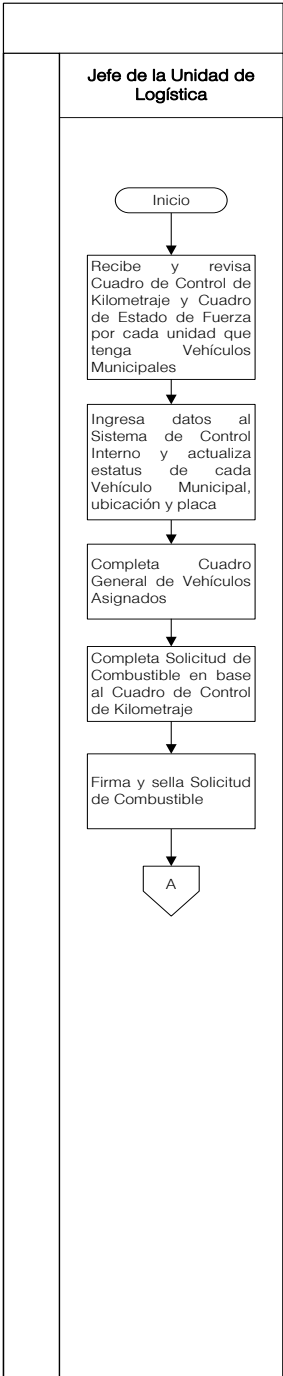 Jefe de la Unidad de
Logística
Inicio
Recibe y revisa
Cuadro de Control de
Kilometraje y Cuadro
de Estado de Fuerza
por cada unidad que
tenga Vehículos
Municipales
Ingresa datos al
Sistema de Control
Interno y actualiza
estatus de cada
Vehículo Municipal,
ubicación y placa
Completa Cuadro
General de Vehículos
Asignados
Completa Solicitud de
Combustible en base
al Cuadro de Control
de Kilometraje
Firma y sella Solicitud
de Combustible
A